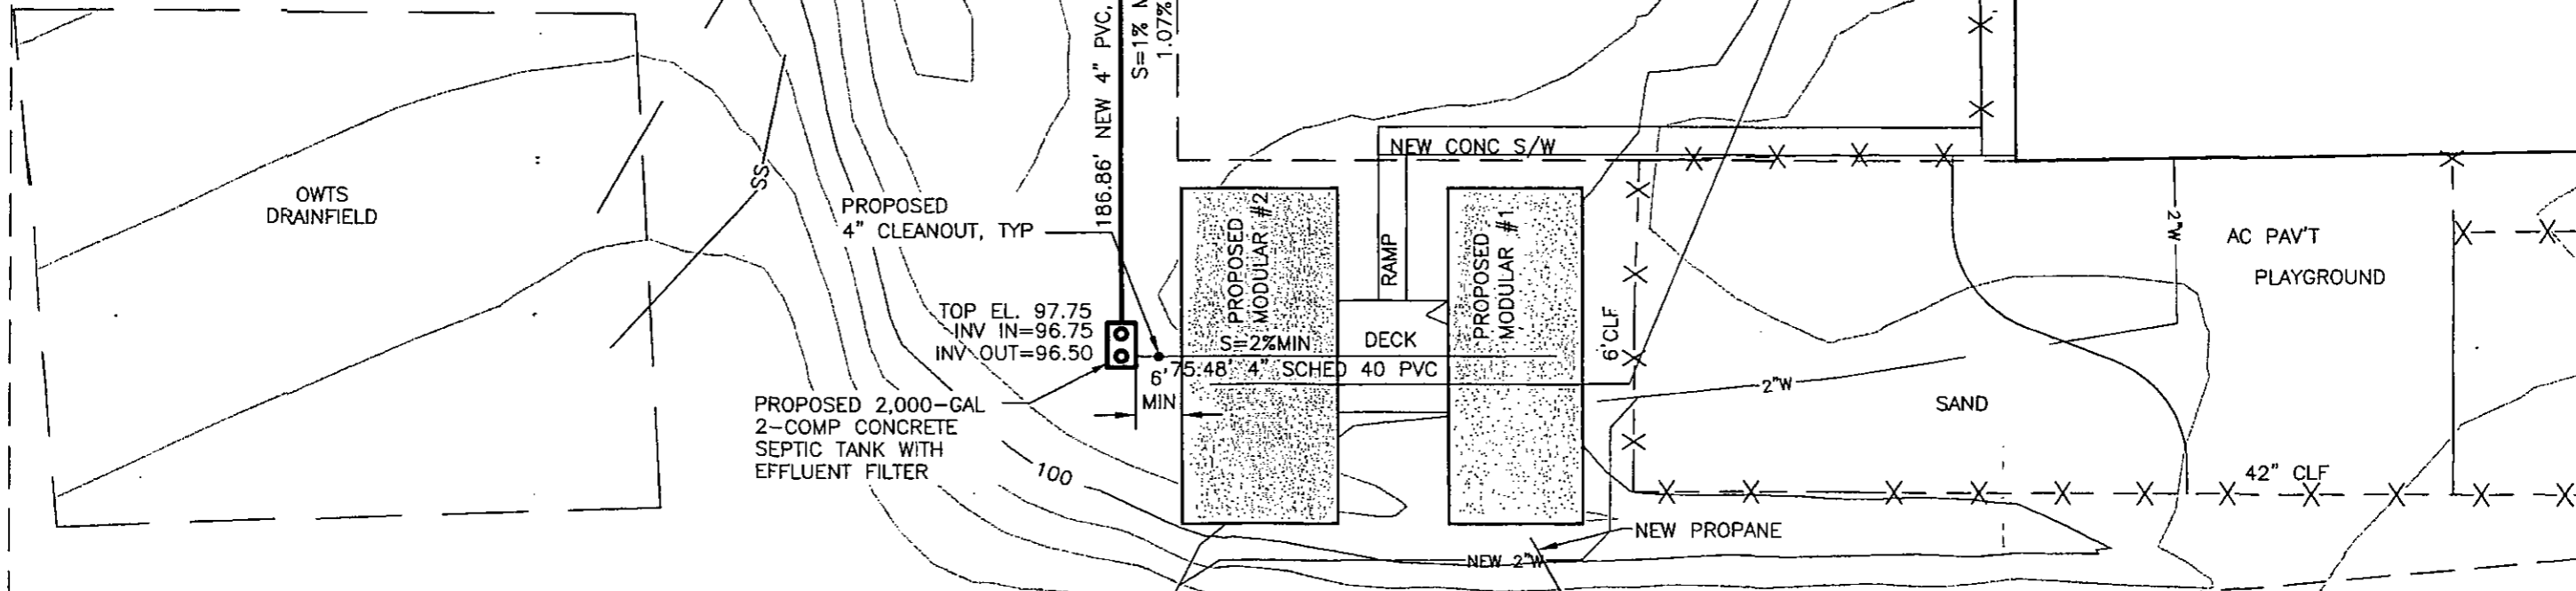 186.86' NEW 4" PVC,
S=1% M
1.07%
OWTS
DRAINFIELD
SS
PROPOSED
4" CLEANOUT, TYP
TOP EL. 97.75
INV IN=96.75
INV OUT=96.50
PROPOSED 2,000-GAL
2-COMP CONCRETE
SEPTIC TANK WITH
EFFLUENT FILTER
100
6'
MIN
PROPOSED
MODULAR #2
S=2%MIN
75.48' 4" SCHED 40 PVC
NEW CONC S/W
RAMP
DECK
PROPOSED
MODULAR #1
6'CLF
2"W
SAND
2"W
AC PAV'T
PLAYGROUND
42" CLF
NEW PROPANE
NEW 2"W